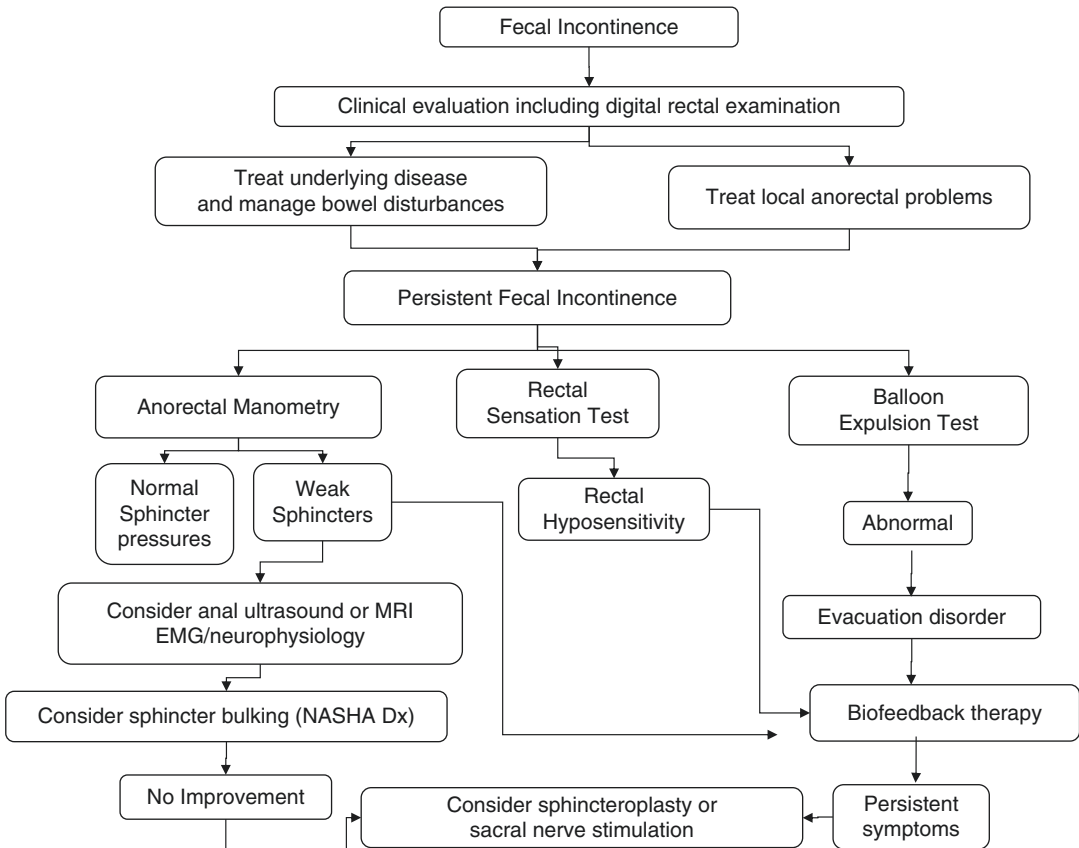 Fecal Incontinence
Clinical evaluation including digital rectal examination
Treat underlying disease
and manage bowel disturbances
Treat local anorectal problems
Persistent Fecal Incontinence
Anorectal Manometry
Rectal
Sensation Test
Balloon
Expulsion Test
Normal
Sphincter
pressures
Weak
Sphincters
Rectal
Hyposensitivity
Abnormal
Consider anal ultrasound or MRI
EMG/neurophysiology
Evacuation disorder
Consider sphincter bulking (NASHA Dx)
Biofeedback therapy
No Improvement
Consider sphincteroplasty or
sacral nerve stimulation
Persistent
symptoms